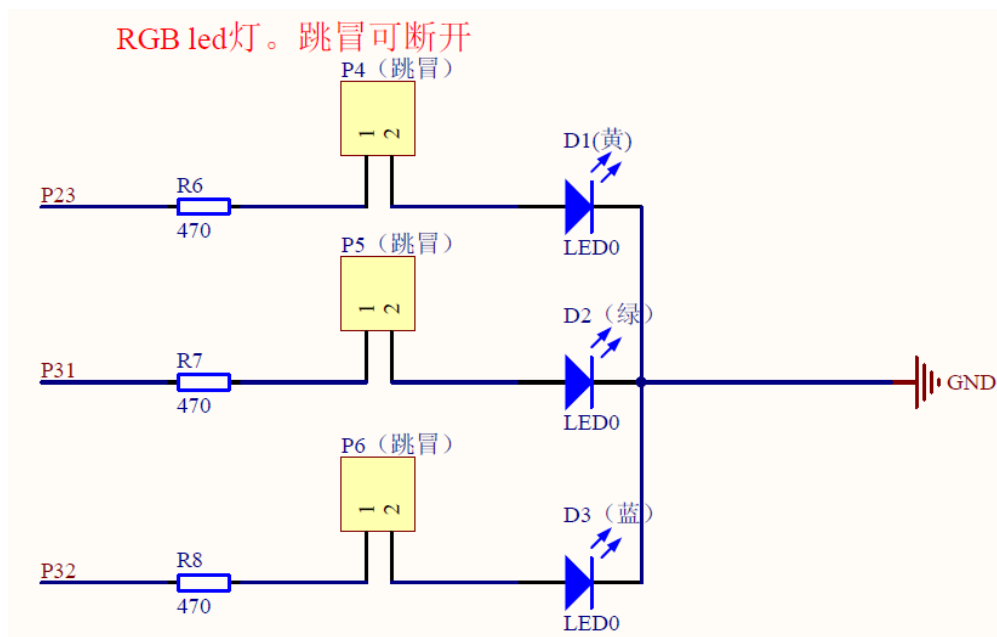 RGB led灯。跳冒可断开
P4（跳冒）
1 2
D1(黄)
P23
R6
470
LED0
P5（跳冒）
1 2
D2（绿）
P31
R7
470
LED0
GND
P6（跳冒）
1 2
D3（蓝）
P32
R8
470
LED0